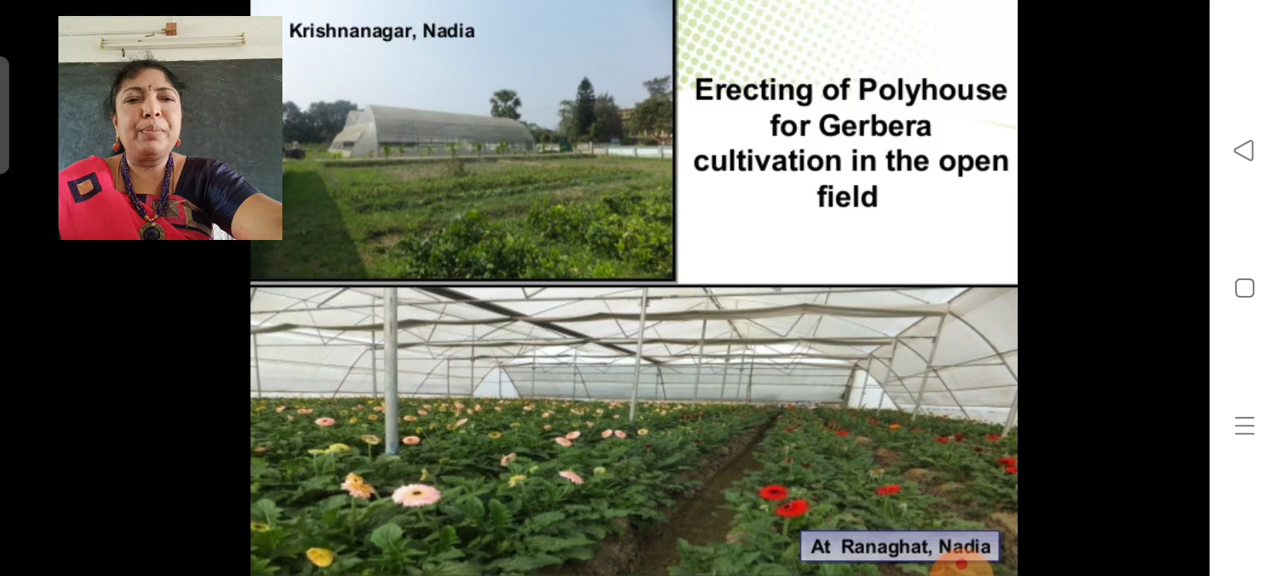 Krishnanagar, Nadia
Erecting of Polyhouse
for Gerbera
cultivation in the open
field
At Ranaghat, Nadia